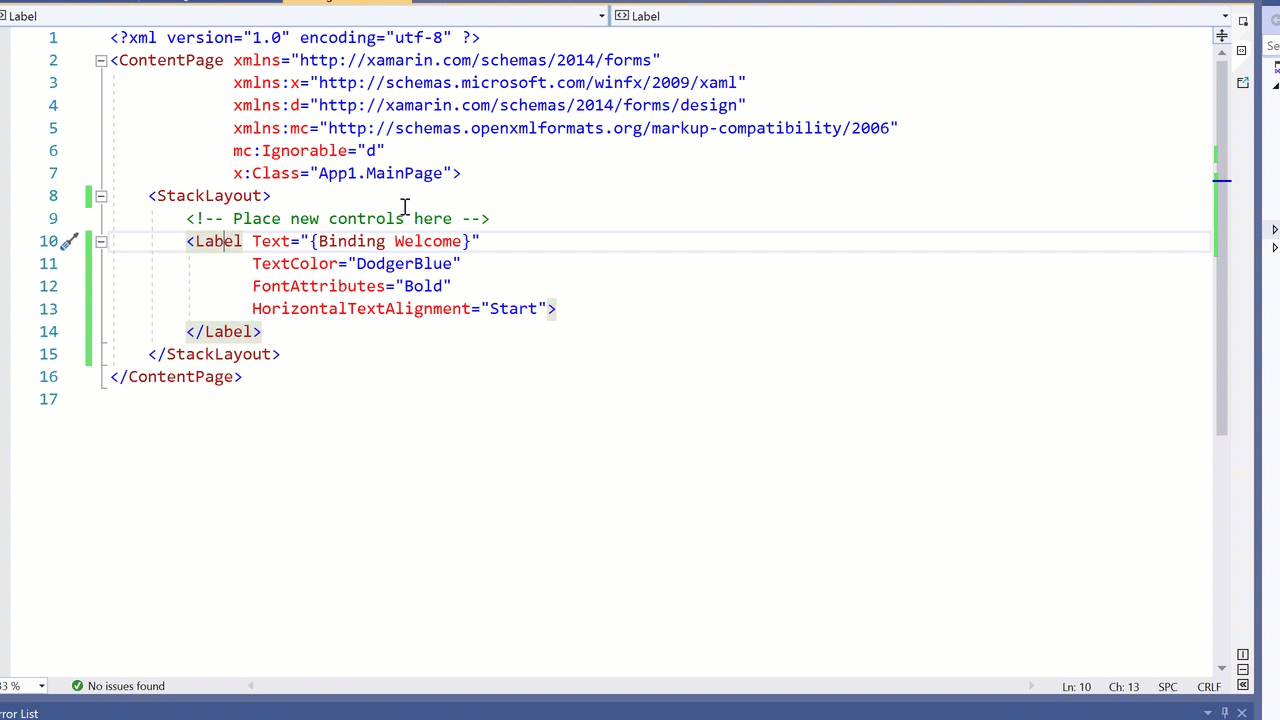 Label
Label
1 <?xml version="1.0" encoding="utf-8" ?>
2 <ContentPage xmlns="http://xamarin.com/schemas/2014/forms"
3 xmlns:x="http://schemas.microsoft.com/winfx/2009/xaml"
4 xmlns:d="http://xamarin.com/schemas/2014/forms/design"
5 xmlns:mc="http://schemas.openxmlformats.org/markup-compatibility/2006"
6 mc:Ignorable="d"
7 x:Class="App1.MainPage">
8 <StackLayout>
9 <!-- Place new controls here -->
10 <Label Text="{Binding Welcome}"
11 TextColor="DodgerBlue"
12 FontAttributes="Bold"
13 HorizontalTextAlignment="Start">
14 </Label>
15 </StackLayout>
16 </ContentPage>
17
3 % No issues found Ln: 10 Ch: 13 SPC CRLF
rror List